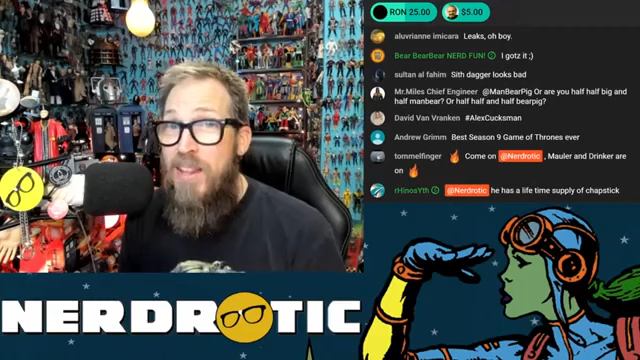 RON 25.00
$5.00
aluvrianne imicara Leaks, oh boy.
Bear BearBear NERD FUN! I gotz it ;)
sultan al fahim Sith dagger looks bad
Mr.Miles Chief Engineer @ManBearPig Or are you half half big and
half manbear? Or half half and half bearpig?
David Van Vranken #AlexCucksman
Andrew Grimm Best Season 9 Game of Thrones ever
tommelfinger Come on @Nerdrotic , Mauler and Drinker are
on
rHinosYth @Nerdrotic he has a life time supply of chapstick
NERDROTIC